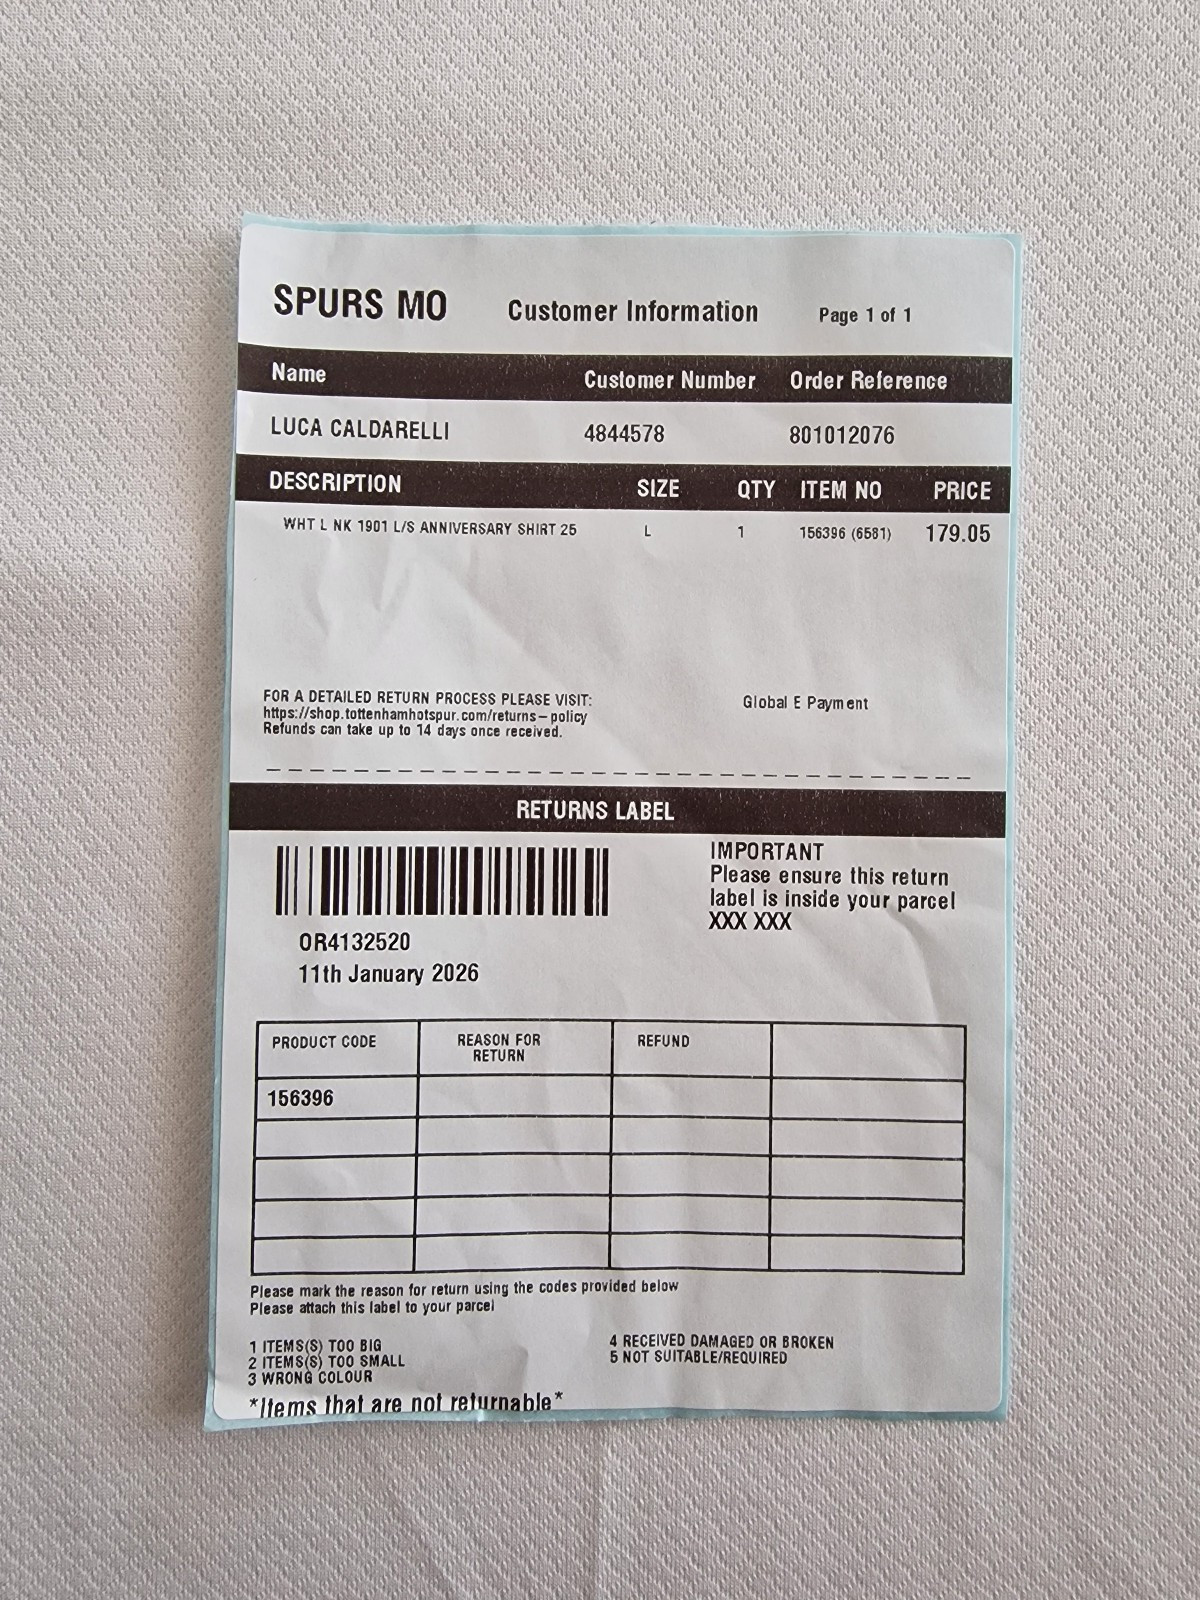 SPURS MO Customer Information Page 1 of 1
Name Customer Number Order Reference
LUCA CALDARELLI 4844578 801012076
DESCRIPTION SIZE QTY ITEM NO PRICE
WHT L NK 1901 L/S ANNIVERSARY SHIRT 25 L 1 156396 (6581) 179.05
FOR A DETAILED RETURN PROCESS PLEASE VISIT: Global E Payment
https://shop.tottenhamhotspur.com/returns-policy
Refunds can take up to 14 days once received.
RETURNS LABEL
IMPORTANT
Please ensure this return
label is inside your parcel
XXX XXX
OR4132520
11th January 2026
PRODUCT CODE REASON FOR RETURN REFUND
156396
Please mark the reason for return using the codes provided below
Please attach this label to your parcel
1 ITEMS(S) TOO BIG 4 RECEIVED DAMAGED OR BROKEN
2 ITEMS(S) TOO SMALL 5 NOT SUITABLE/REQUIRED
3 WRONG COLOUR
*Items that are not returnable*